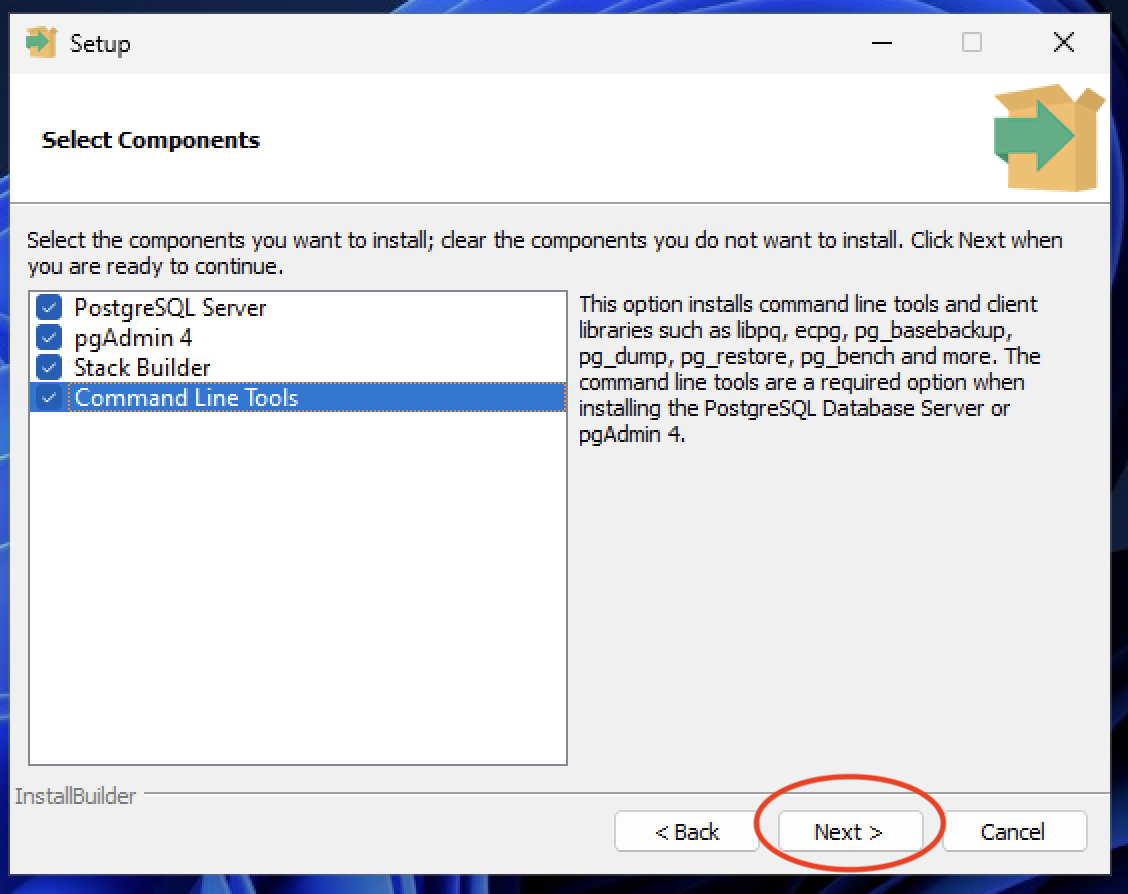 Setup
Select Components
Select the components you want to install; clear the components you do not want to install. Click Next when
you are ready to continue.
PostgreSQL Server
pgAdmin 4
Stack Builder
Command Line Tools
This option installs command line tools and client
libraries such as libpq, ecpg, pg_basebackup,
pg_dump, pg_restore, pg_bench and more. The
command line tools are a required option when
installing the PostgreSQL Database Server or
pgAdmin 4.
InstallBuilder
< Back
Next >
Cancel